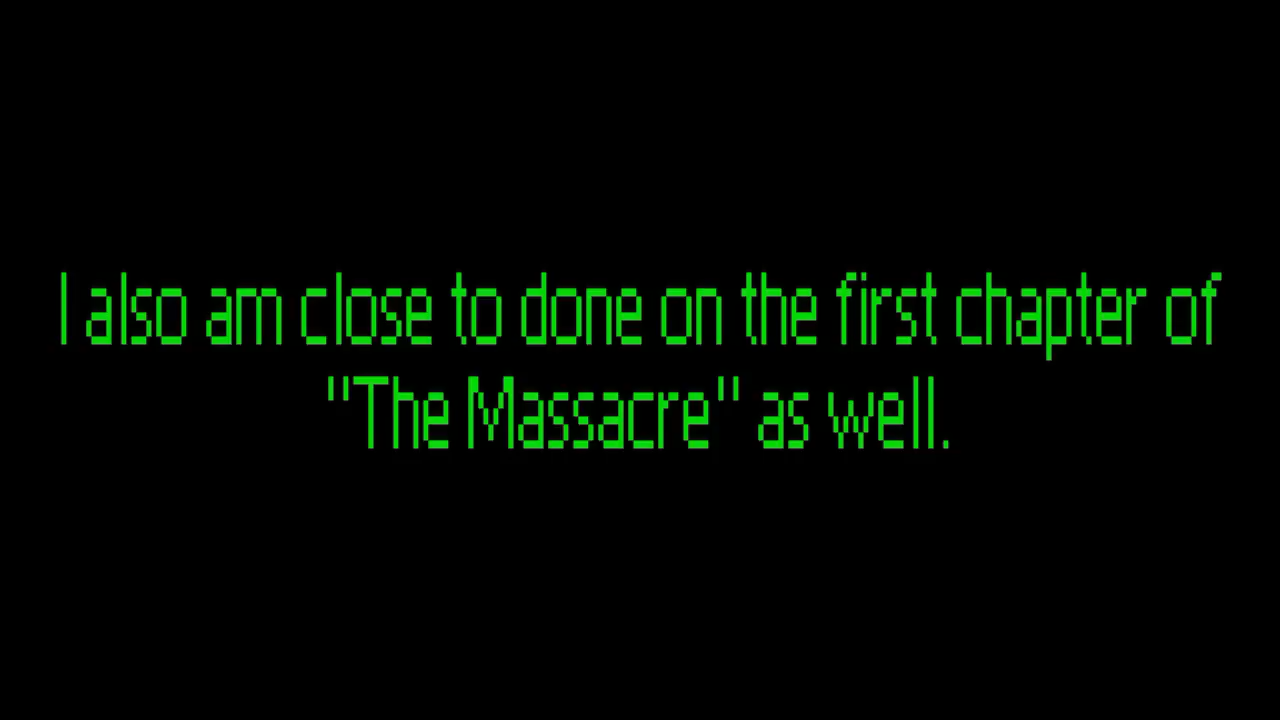 I also am close to done on the first chapter of
"The Massacre" as well.